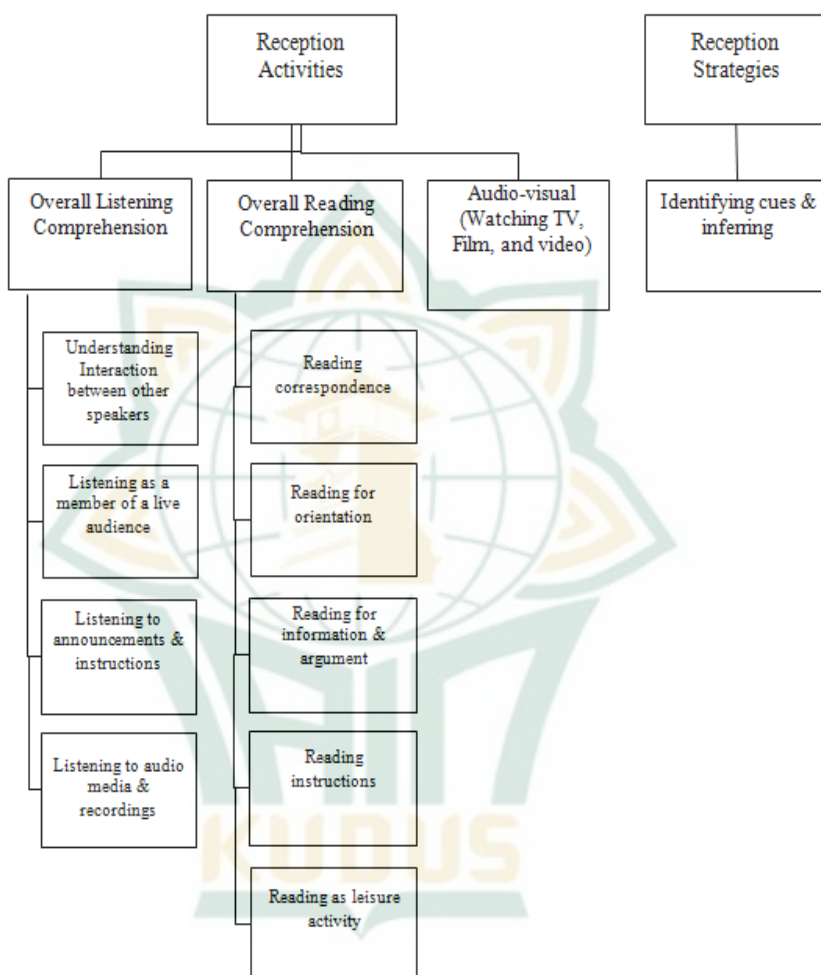 Reception
Activities
Reception
Strategies
Overall Listening
Comprehension
Overall Reading
Comprehension
Audio-visual
(Watching TV,
Film, and video)
Identifying cues &
inferring
Understanding
Interaction
between other
speakers
Listening as a
member of a live
audience
Listening to
announcements &
instructions
Listening to audio
media &
recordings
Reading
correspondence
Reading for
orientation
Reading for
information &
argument
Reading
instructions
Reading as leisure
activity
KUDUS